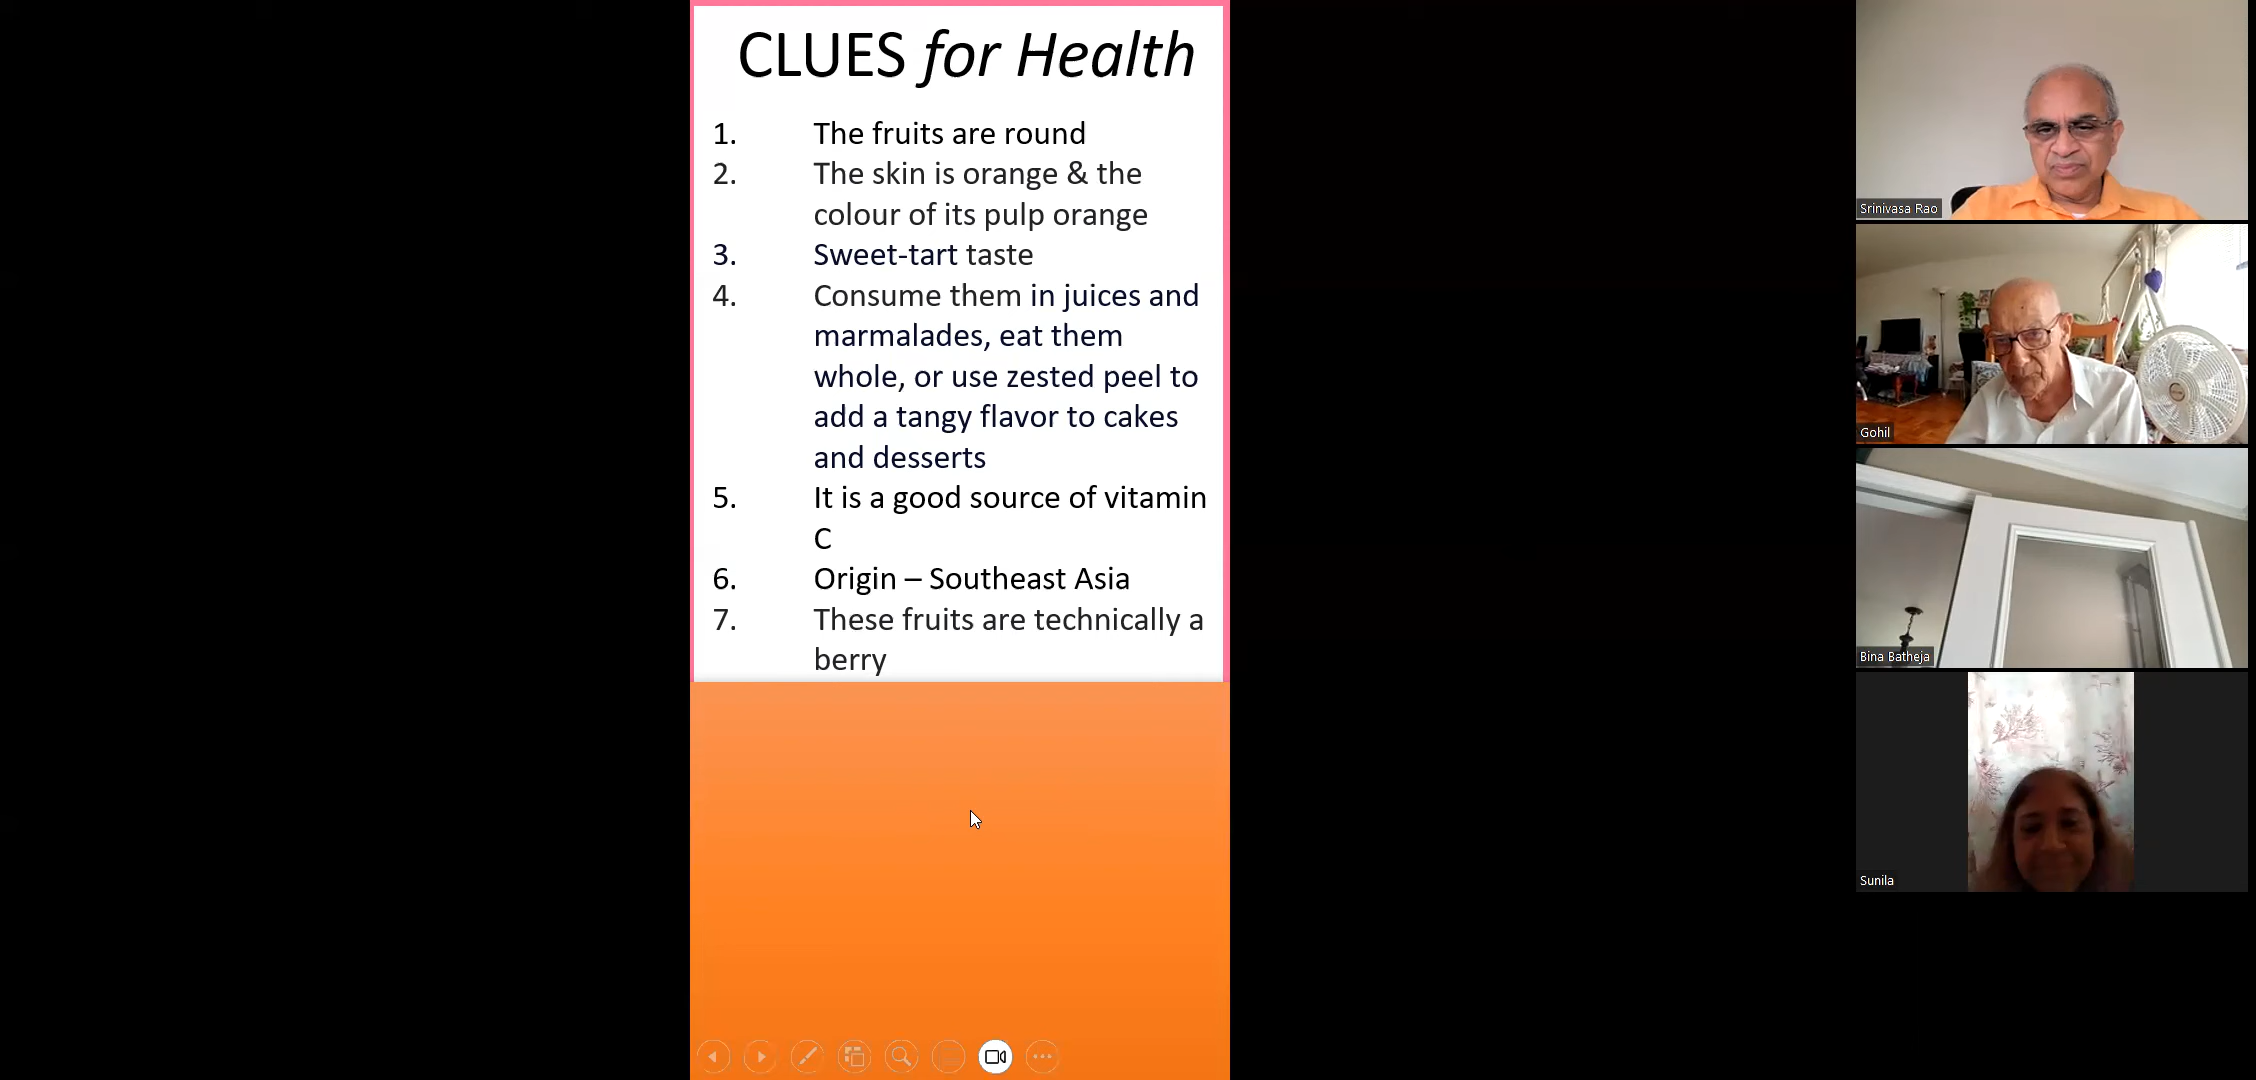 CLUES for Health
1. The fruits are round
2. The skin is orange & the
colour of its pulp orange
3. Sweet-tart taste
4. Consume them in juices and
marmalades, eat them
whole, or use zested peel to
add a tangy flavor to cakes
and desserts
5. It is a good source of vitamin
C
6. Origin – Southeast Asia
7. These fruits are technically a
berry
Srinivasa Rao
Gohil
Bina Batheja
Sunila